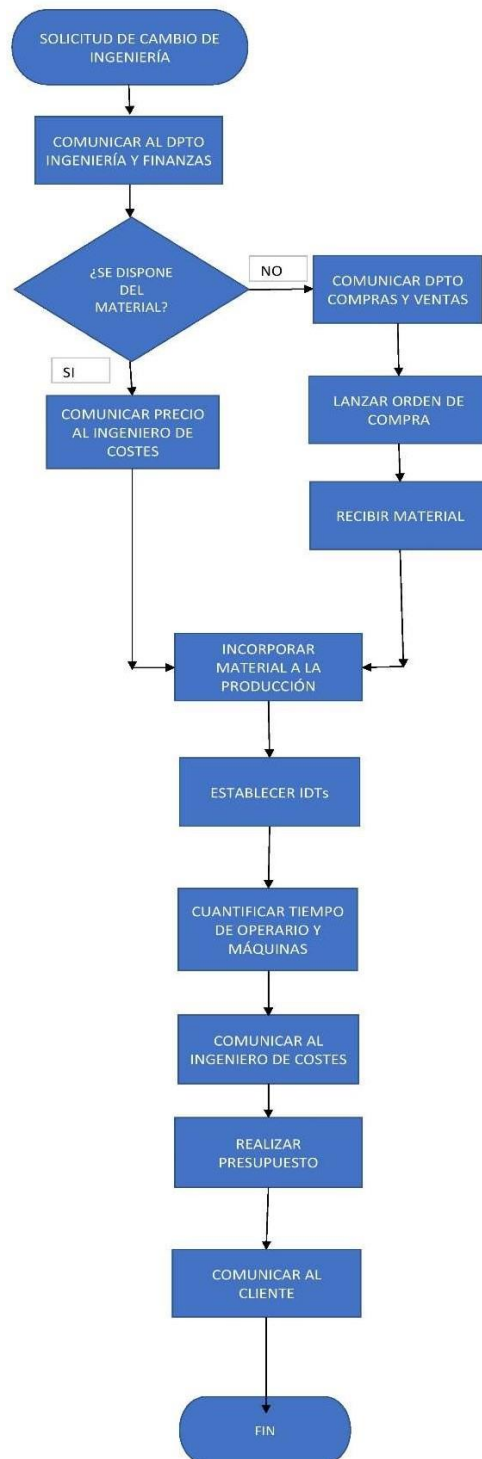 SOLICITUD DE CAMBIO DE
INGENIERÍA
COMUNICAR AL DPTO
INGENIERÍA Y FINANZAS
¿SE DISPONE
DEL
MATERIAL?
NO
COMUNICAR DPTO
COMPRAS Y VENTAS
SI
COMUNICAR PRECIO
AL INGENIERO DE
COSTES
LANZAR ORDEN DE
COMPRA
RECIBIR MATERIAL
INCORPORAR
MATERIAL A LA
PRODUCCIÓN
ESTABLECER IDTs
CUANTIFICAR TIEMPO
DE OPERARIO Y
MÁQUINAS
COMUNICAR AL
INGENIERO DE COSTES
REALIZAR
PRESUPUESTO
COMUNICAR AL
CLIENTE
FIN